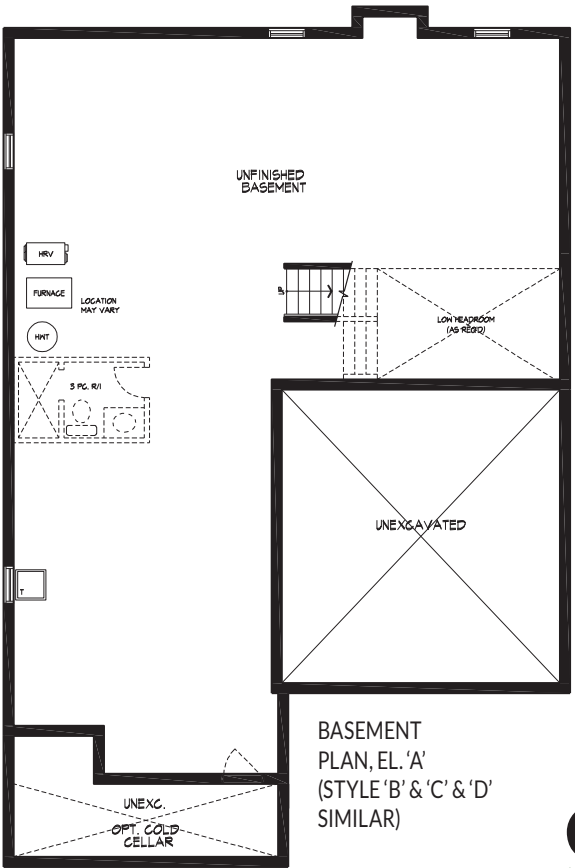 UNFINISHED
BASEMENT
HRV
FURNACE
LOCATION
MAY VARY
HWT
UP
LOW HEADROOM
(AS REQ'D)
3 PC. R/I
UNEXCAVATED
T
BASEMENT
PLAN, EL. ‘A’
(STYLE ‘B’ & ‘C’ & ‘D’
SIMILAR)
UNEXC.
OPT. COLD
CELLAR